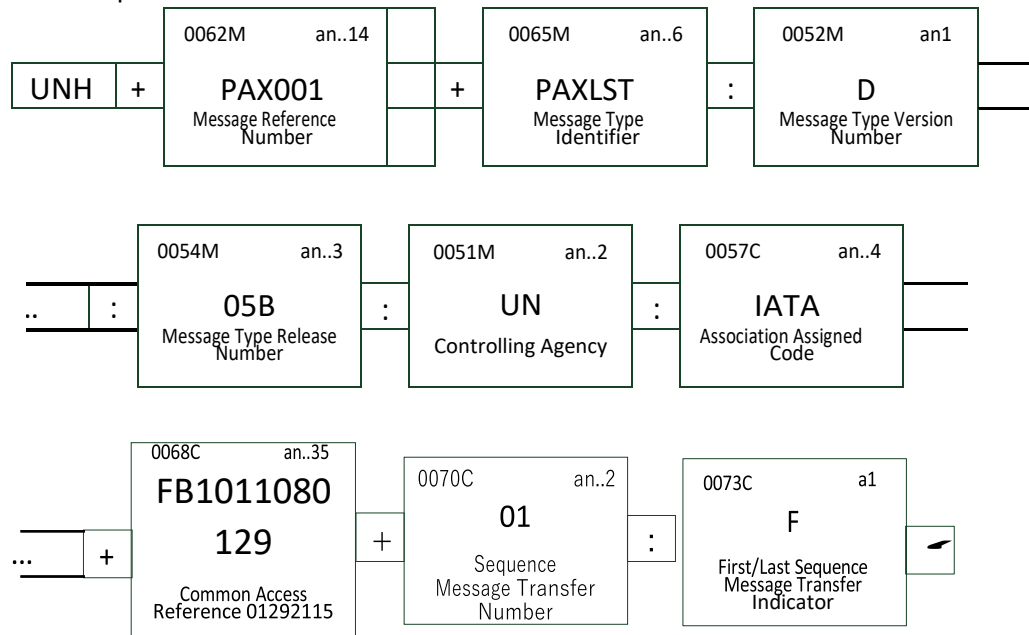 0062M an..14 0065M an..6 0052M an1
UNH + PAX001 + PAXLST : D
Message Reference Message Type Message Type Version
Number Identifier Number
0054M an..3 0051M an..2 0057C an..4
.. : 05B : UN : IATA
Message Type Release Controlling Agency Association Assigned
Number Code
0068C an..35 0070C an..2 0073C a1
FB1011080 01 F
... + 129 + : 
Common Access Sequence First/Last Sequence
Reference 01292115 Message Transfer Message Transfer
Number Indicator